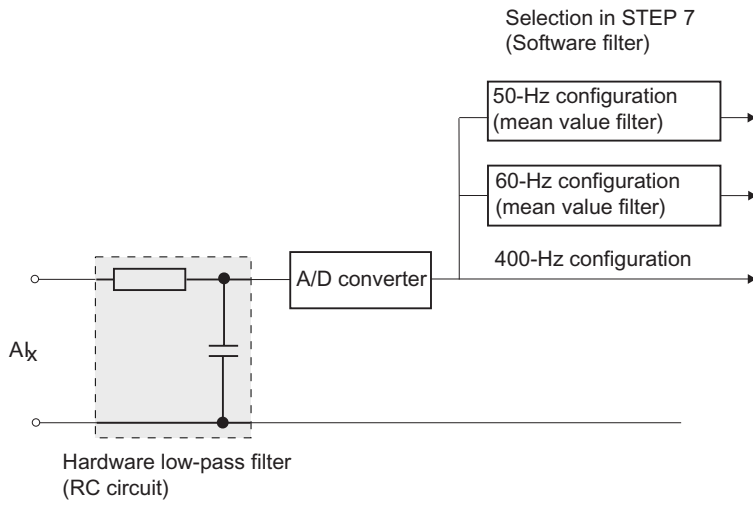 Selection in STEP 7
(Software filter)
50-Hz configuration
(mean value filter)
60-Hz configuration
(mean value filter)
400-Hz configuration
A/D converter
AIx
Hardware low-pass filter
(RC circuit)